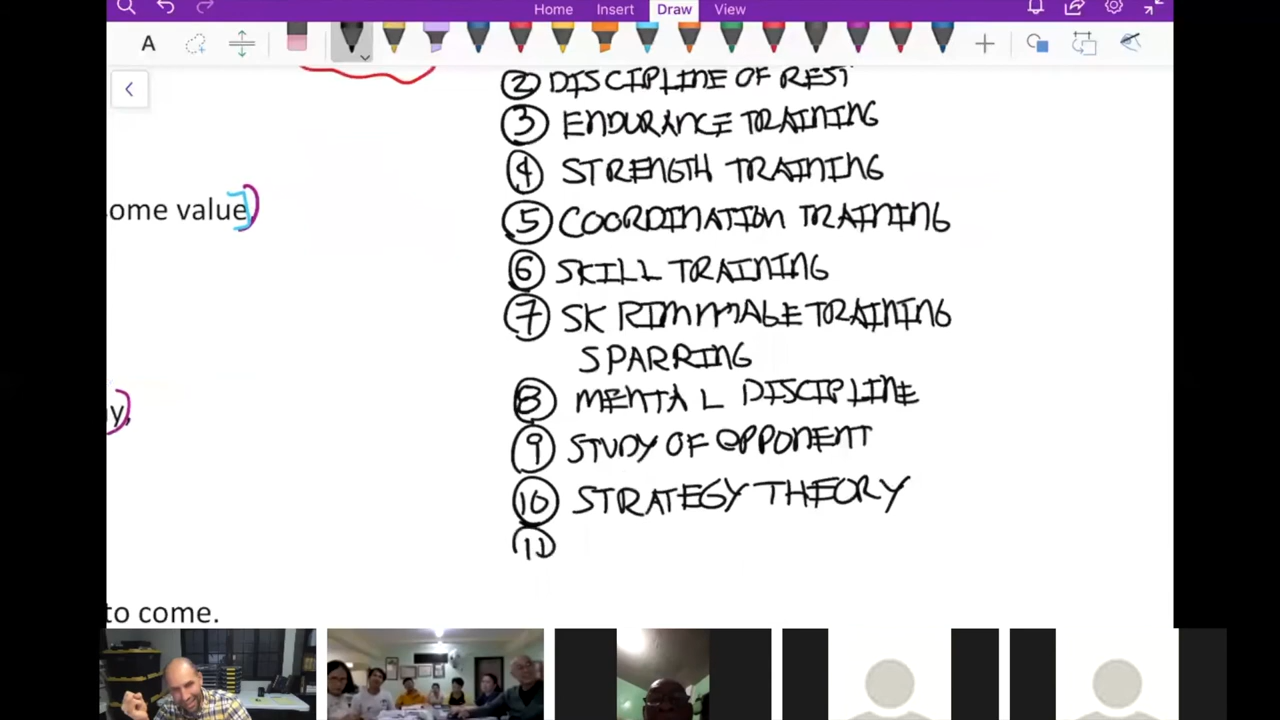 Home Insert Draw View
A
② DISCIPLINE OF REST
③ ENDURANCE TRAINING
④ STRENGTH TRAINING
ome value])
⑤ COORDINATION TRAINING
⑥ SKILL TRAINING
⑦ SKRIMMAGE TRAINING
SPARRING
⑧ MENTAL DISCIPLINE
y,)
⑨ STUDY OF OPPONENT
⑩ STRATEGY THEORY
⑪
to come.